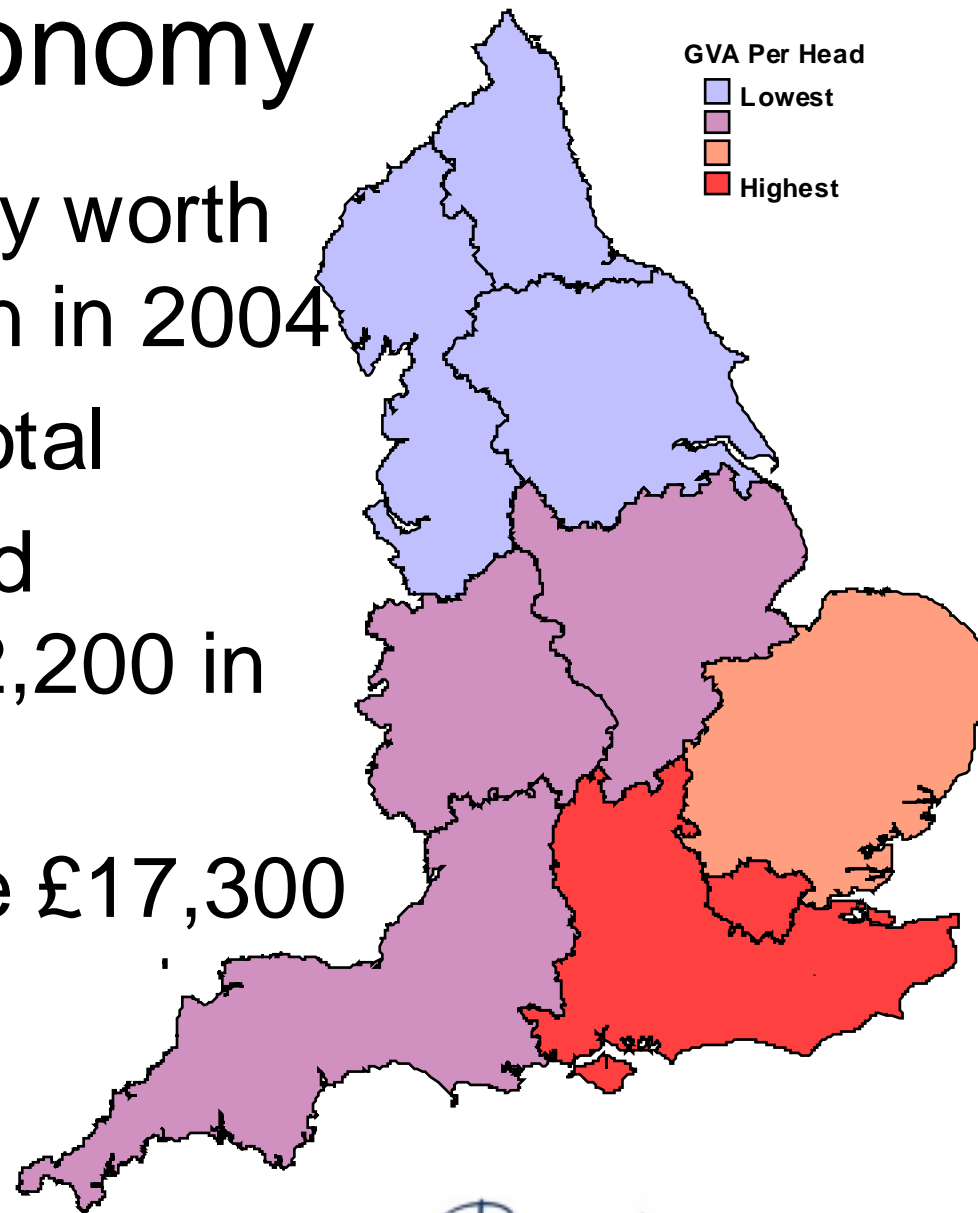 onomy
y worth
n in 2004
otal
d
2,200 in
e £17,300
GVA Per Head
Lowest
Highest